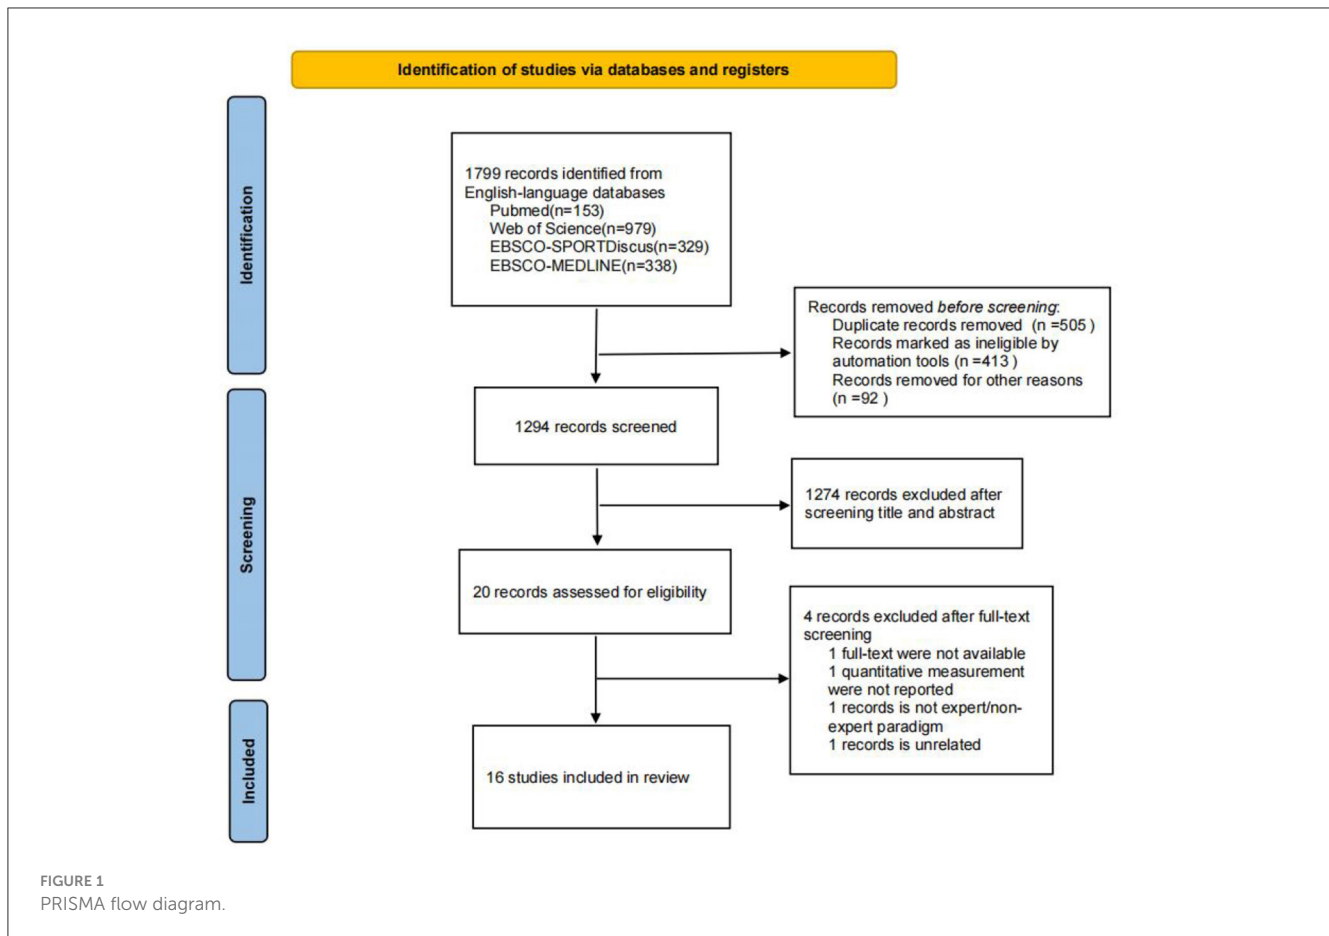 Identification of studies via databases and registers
Identification
1799 records identified from
English-language databases
Pubmed(n=153)
Web of Science(n=979)
EBSCO-SPORTDiscus(n=329)
EBSCO-MEDLINE(n=338)
Records removed before screening:
Duplicate records removed (n =505 )
Records marked as ineligible by
automation tools (n =413 )
Records removed for other reasons
(n =92 )
Screening
1294 records screened
1274 records excluded after
screening title and abstract
20 records assessed for eligibility
4 records excluded after full-text
screening
1 full-text were not available
1 quantitative measurement
were not reported
1 records is not expert/non-
expert paradigm
1 records is unrelated
Included
16 studies included in review
FIGURE 1
PRISMA flow diagram.